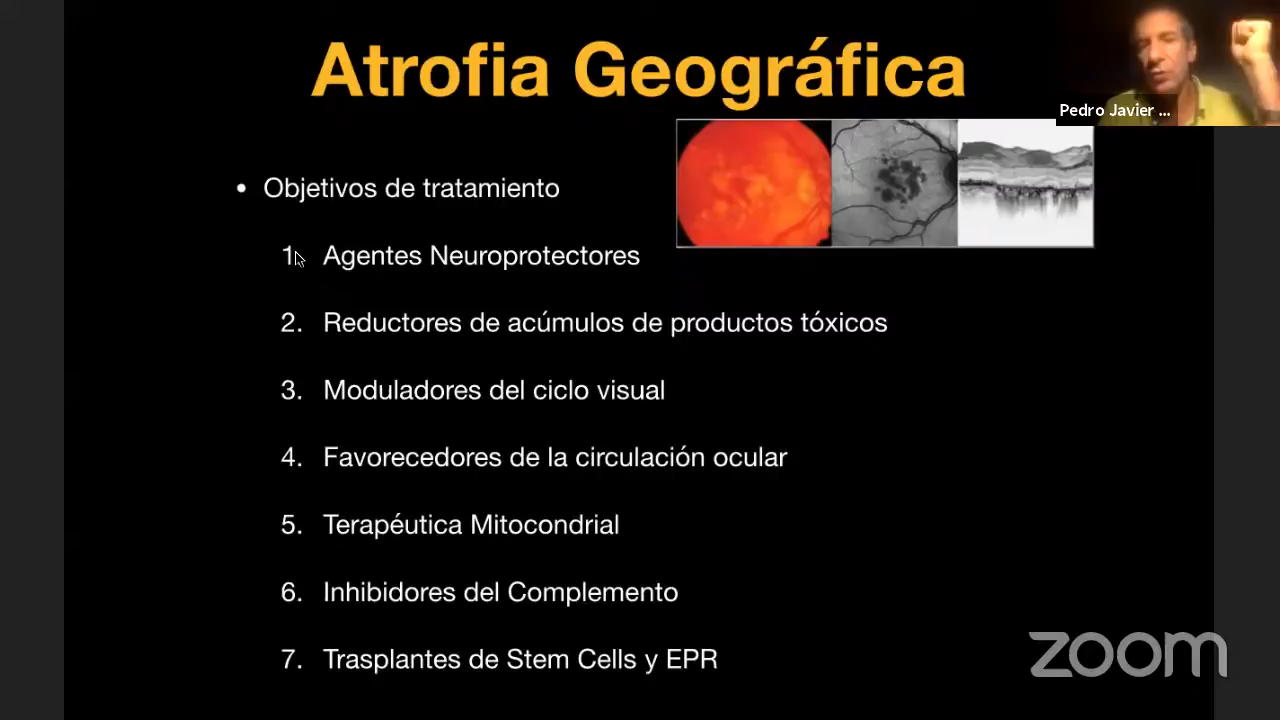 Atrofia Geográfica
Pedro Javier ...
• Objetivos de tratamiento
1. Agentes Neuroprotectores
2. Reductores de acúmulos de productos tóxicos
3. Moduladores del ciclo visual
4. Favorecedores de la circulación ocular
5. Terapéutica Mitocondrial
6. Inhibidores del Complemento
7. Trasplantes de Stem Cells y EPR
zoom